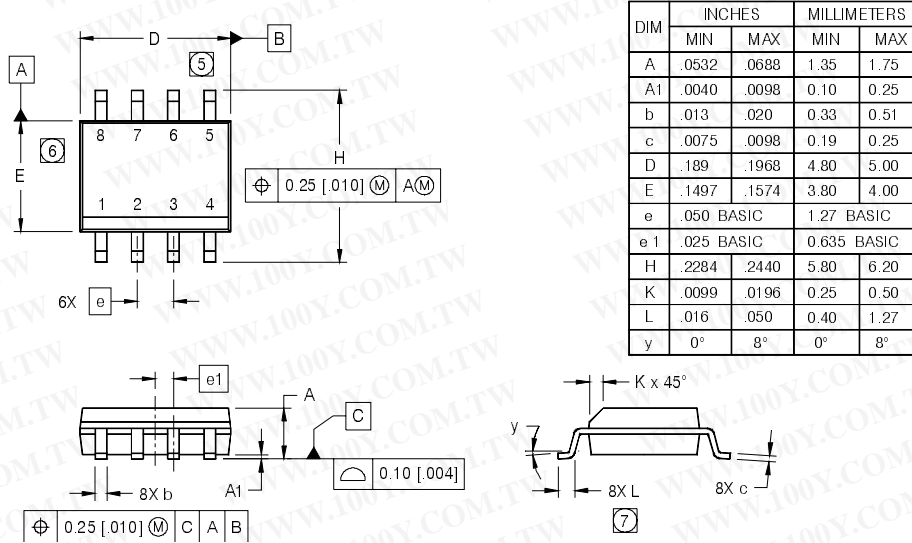 D
B
5
A
8 7 6 5
6
E
H
0.25 [.010] M A M
1 2 3 4
6X e
DIM INCHES MILLIMETERS
MIN MAX MIN MAX
A .0532 .0688 1.35 1.75
A1 .0040 .0098 0.10 0.25
b .013 .020 0.33 0.51
c .0075 .0098 0.19 0.25
D .189 .1968 4.80 5.00
E .1497 .1574 3.80 4.00
e .050 BASIC 1.27 BASIC
e 1 .025 BASIC 0.635 BASIC
H .2284 .2440 5.80 6.20
K .0099 .0196 0.25 0.50
L .016 .050 0.40 1.27
y 0° 8° 0° 8°
e1
A
C
A1
8X b
0.10 [.004]
0.25 [.010] M C A B
K x 45°
y
8X L
8X c
7
WWW.100Y.COM.TW